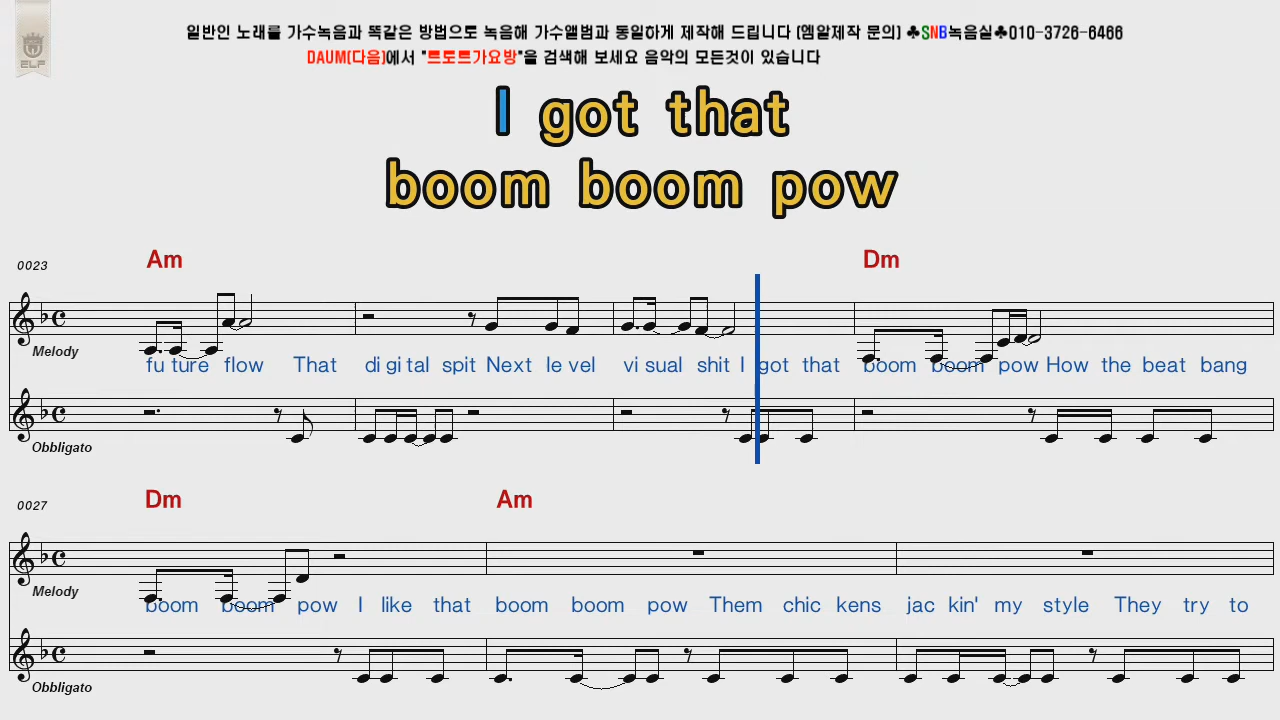 일반인 노래를 가수녹음과 똑같은 방법으로 녹음해 가수앨범과 동일하게 제작해 드립니다 (엠알제작 문의) ♣SNB녹음실♣010-3726-6466
DAUM(다음)에서 "트로트가요방"을 검색해 보세요 음악의 모든것이 있습니다
ELF
I got that
boom boom pow
0023
Am Dm
Melody
fu ture flow That di gi tal spit Next le vel vi sual shit I got that boom boom pow How the beat bang
Obbligato
0027
Dm Am
Melody
boom boom pow I like that boom boom pow Them chic kens jac kin' my style They try to
Obbligato